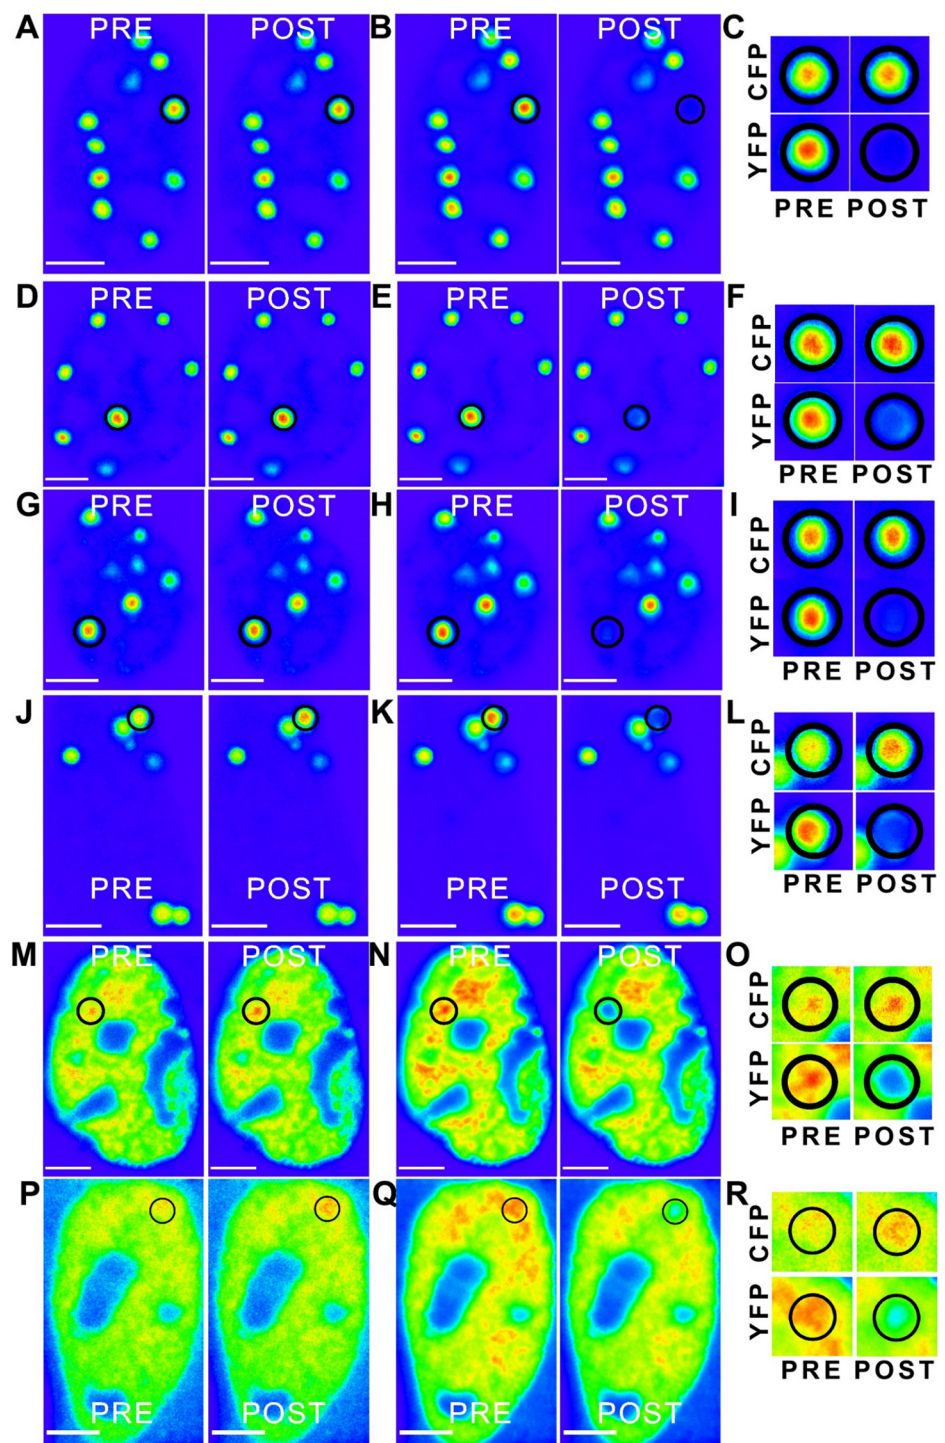 A PRE POST B PRE POST C CFP
YFP
PRE POST
D PRE POST E PRE POST F CFP
YFP
PRE POST
G PRE POST H PRE POST I CFP
YFP
PRE POST
J K L CFP
YFP
PRE POST PRE POST PRE POST
M PRE POST N PRE POST O CFP
YFP
PRE POST
P Q R CFP
YFP
PRE POST
PRE POST PRE POST